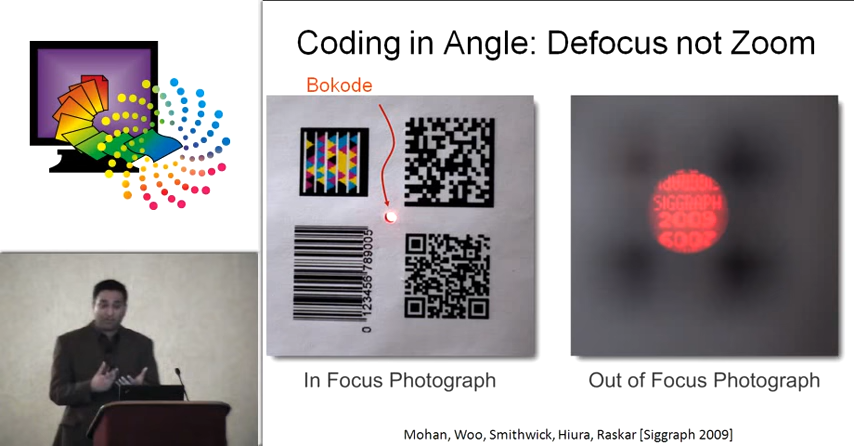 Coding in Angle: Defocus not Zoom
Bokode
0 123456 789005
SIGGRAPH
2009
In Focus Photograph
Out of Focus Photograph
Mohan, Woo, Smithwick, Hiura, Raskar [Siggraph 2009]